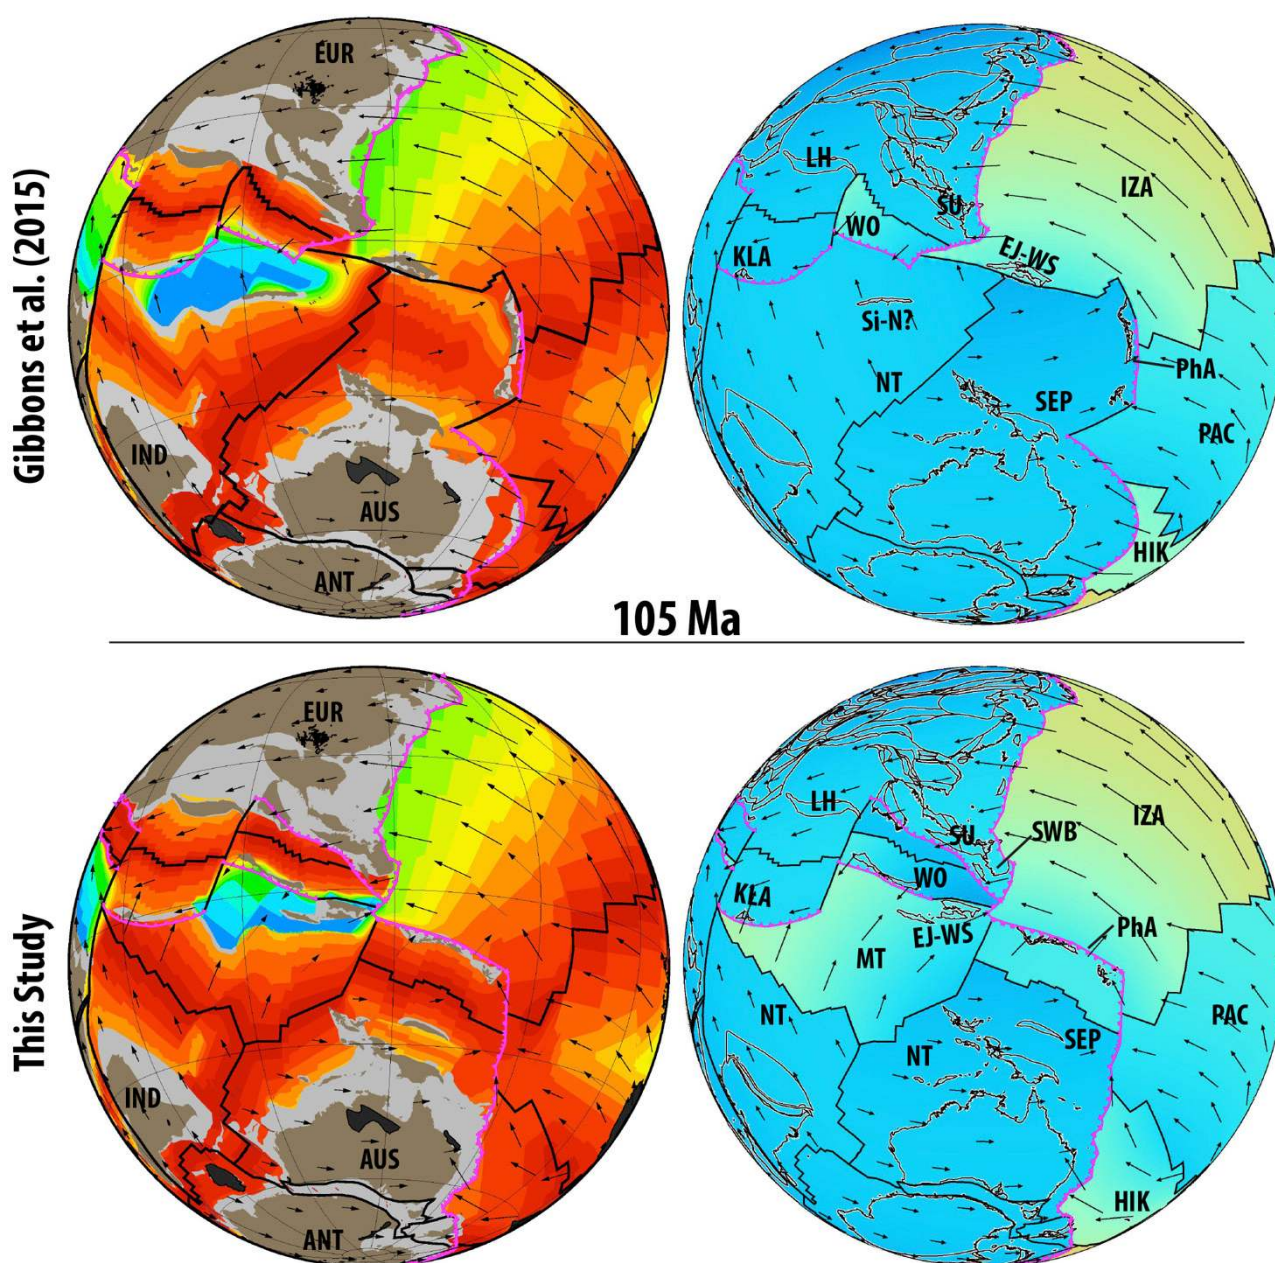 Gibbons et al. (2015)
EUR
IND
AUS
ANT
LH
SU
IZA
WO
KLA
EJ-WS
Si-N?
NT
PhA
SEP
PAC
HIK
105 Ma
This Study
EUR
IND
AUS
ANT
LH
SU
SWB
IZA
KLA
WO
EJ-WS
PhA
MT
NT
NT
SEP
PAC
HIK